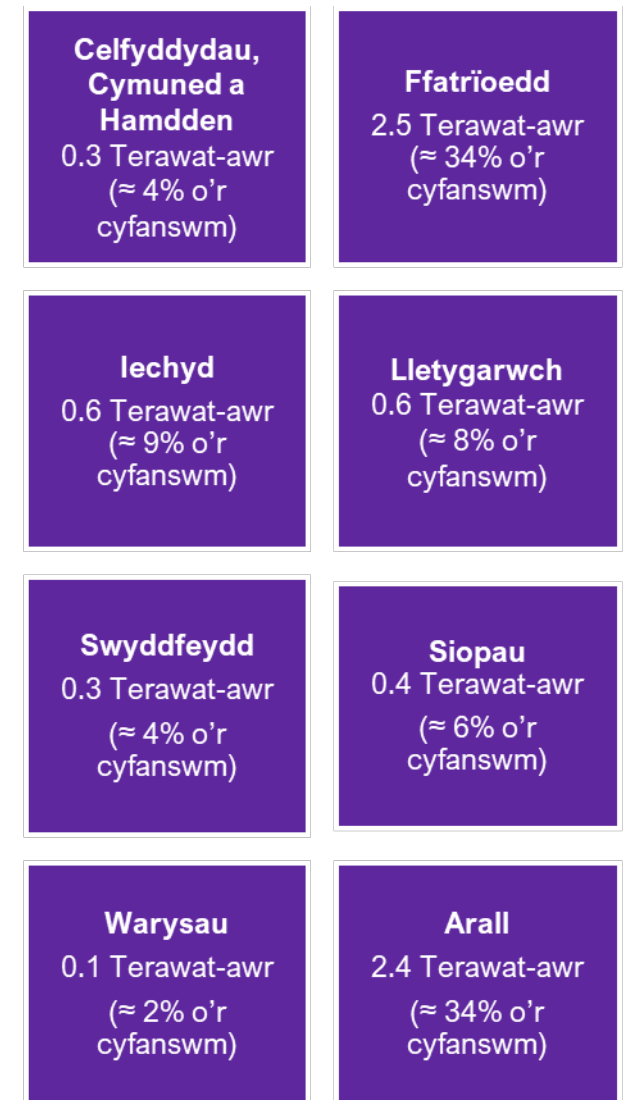 Celfyddydau,
Cymuned a
Hamdden
0.3 Terawat-awr
(≈ 4% o’r
cyfanswm)
Ffatrïoedd
2.5 Terawat-awr
(≈ 34% o’r
cyfanswm)
Iechyd
0.6 Terawat-awr
(≈ 9% o’r
cyfanswm)
Lletygarwch
0.6 Terawat-awr
(≈ 8% o’r
cyfanswm)
Swyddfeydd
0.3 Terawat-awr
(≈ 4% o’r
cyfanswm)
Siopau
0.4 Terawat-awr
(≈ 6% o’r
cyfanswm)
Warysau
0.1 Terawat-awr
(≈ 2% o’r
cyfanswm)
Arall
2.4 Terawat-awr
(≈ 34% o’r
cyfanswm)